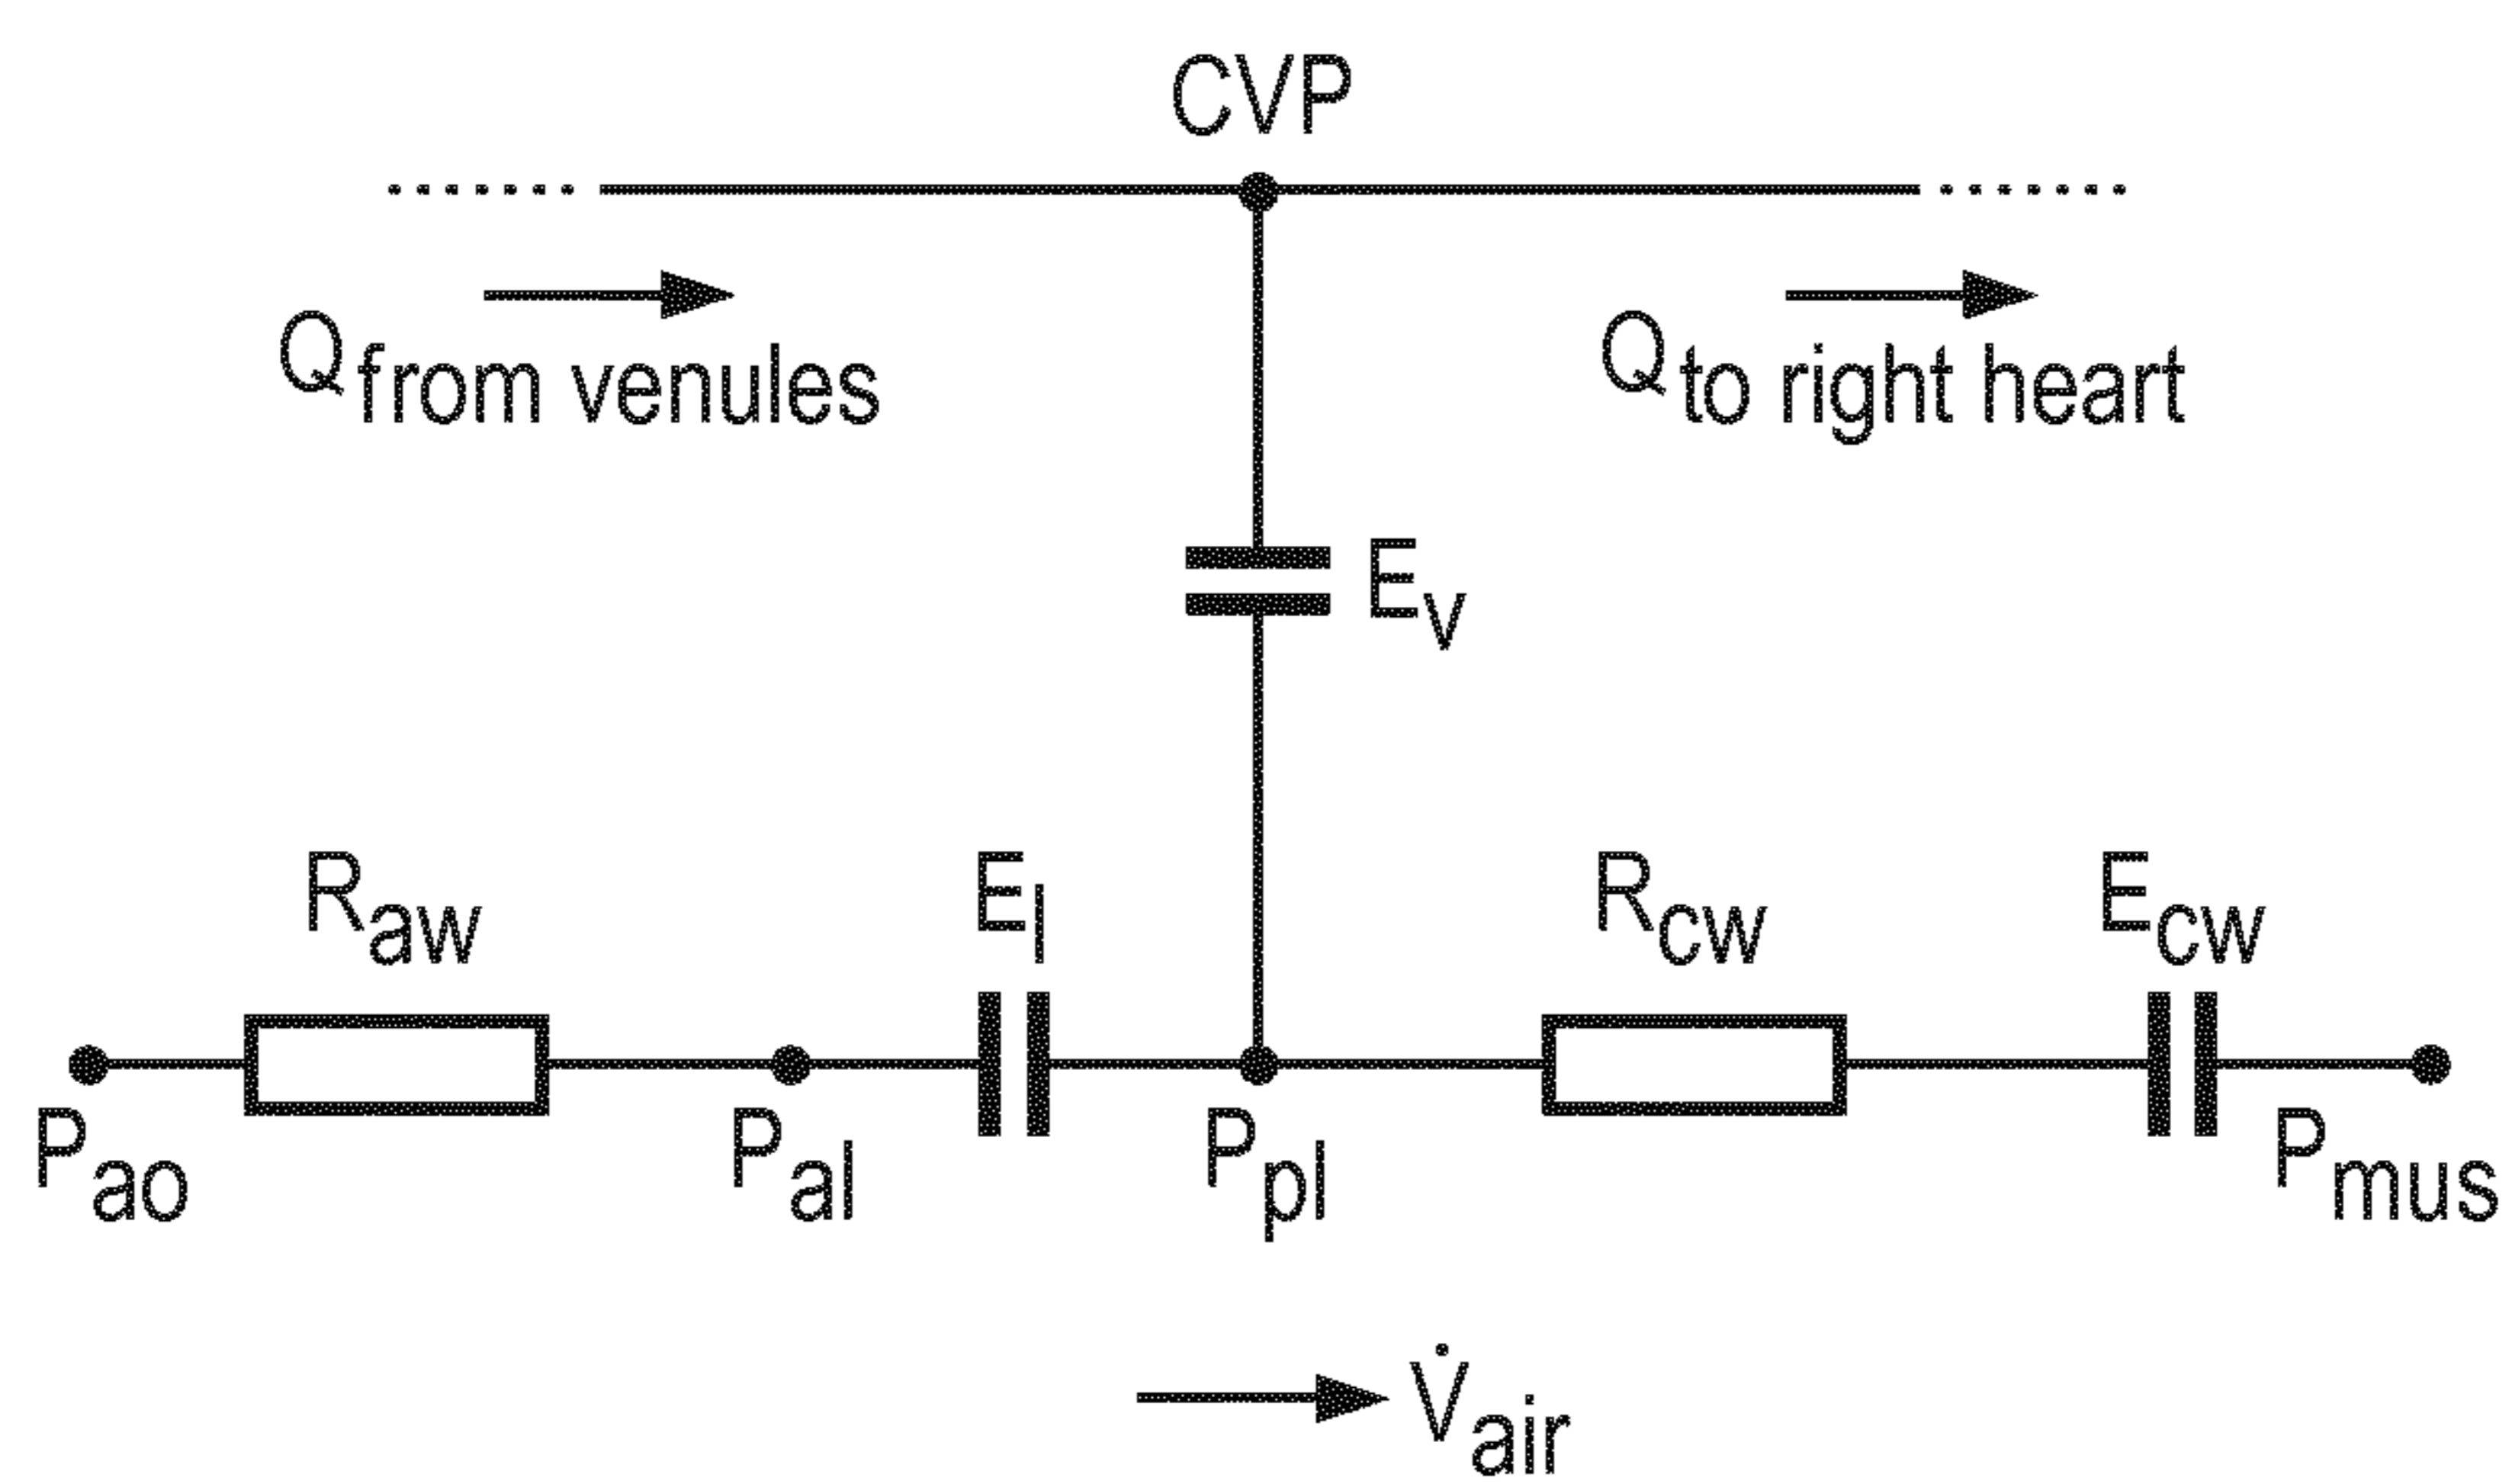 CVP
Q from venules
Q to right heart
E v
R aw
E l
R cw
E cw
P ao
P al
P pl
P mus
V̇ air